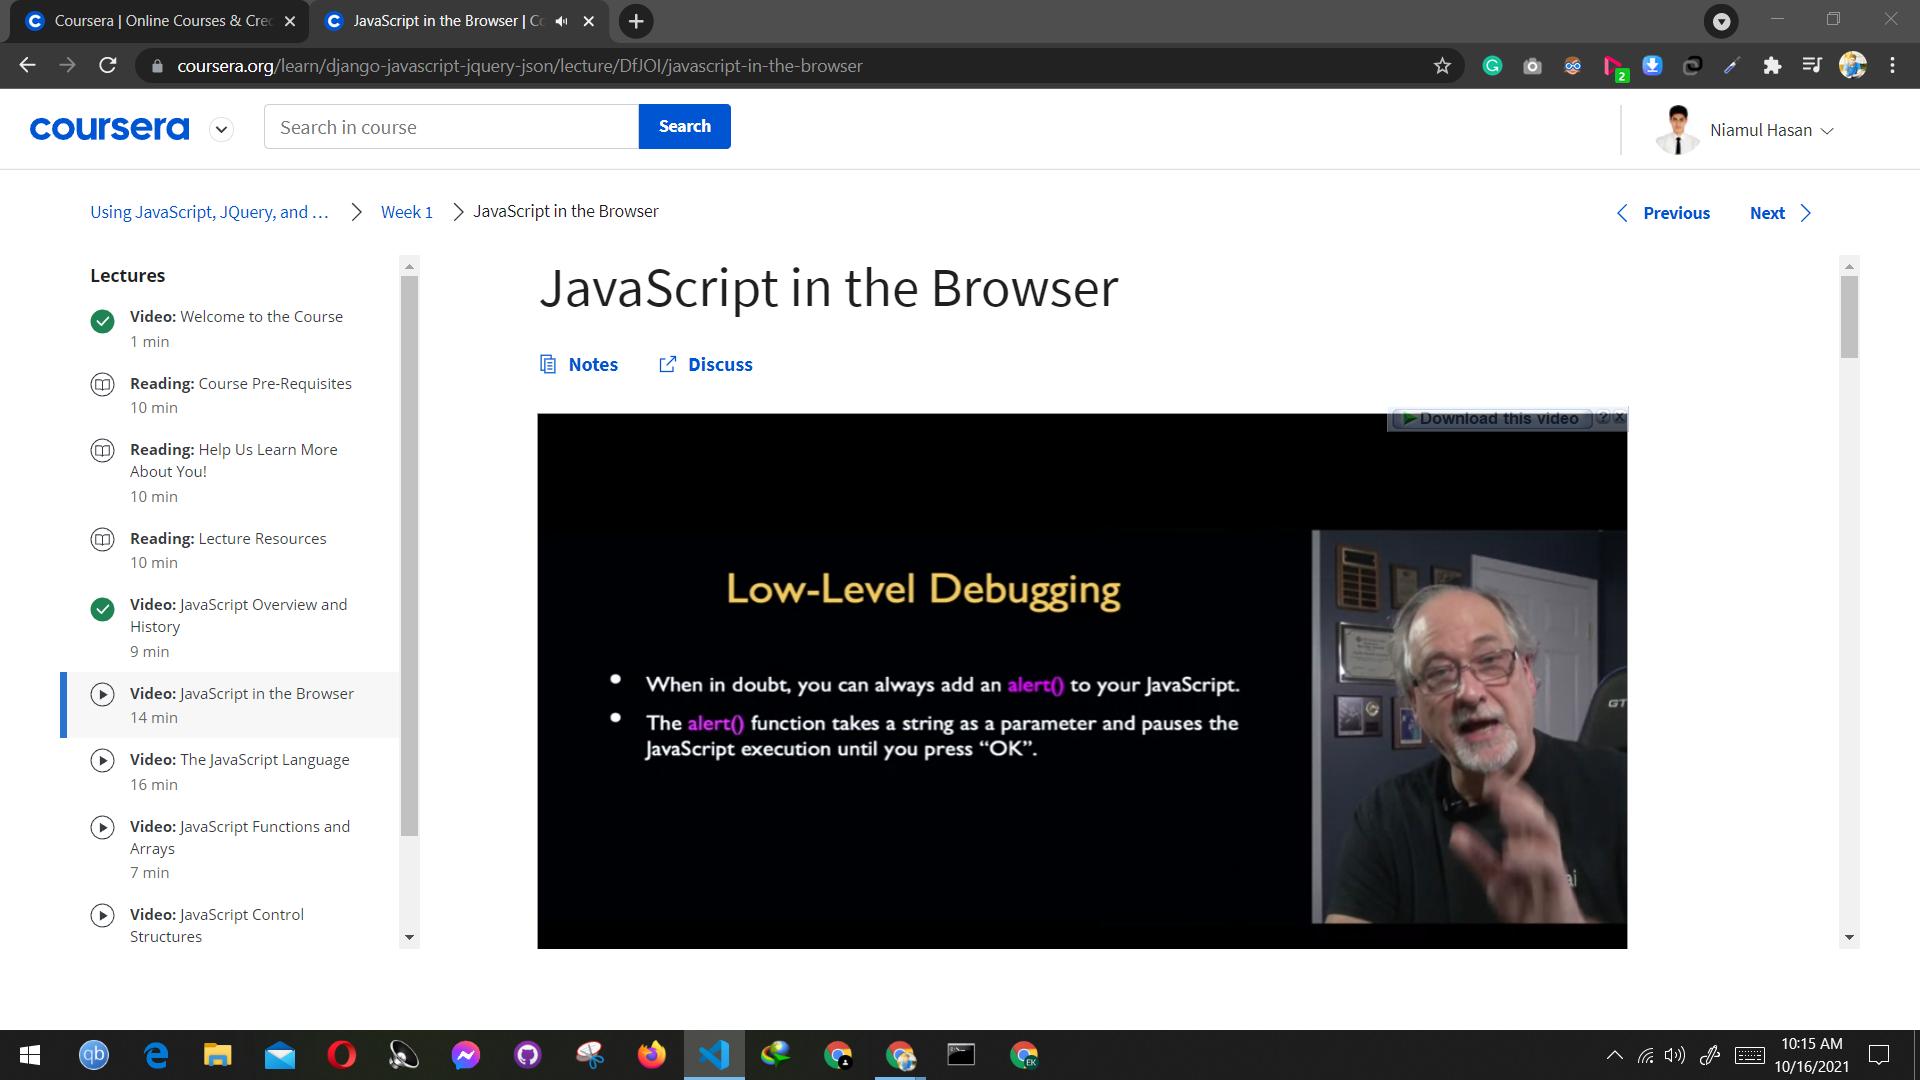 Coursera | Online Courses & Cred
JavaScript in the Browser | Co
coursera.org/learn/django-javascript-jquery-json/lecture/DfJOI/javascript-in-the-browser
2
coursera
Search in course
Search
Niamul Hasan
Using JavaScript, JQuery, and ...
Week 1
JavaScript in the Browser
Previous
Next
Lectures
Video: Welcome to the Course
1 min
Reading: Course Pre-Requisites
10 min
Reading: Help Us Learn More
About You!
10 min
Reading: Lecture Resources
10 min
Video: JavaScript Overview and
History
9 min
Video: JavaScript in the Browser
14 min
Video: The JavaScript Language
16 min
Video: JavaScript Functions and
Arrays
7 min
Video: JavaScript Control
Structures
JavaScript in the Browser
Notes
Discuss
Download this video
Low-Level Debugging
• When in doubt, you can always add an alert() to your JavaScript.
• The alert() function takes a string as a parameter and pauses the
JavaScript execution until you press “OK”.
GT
ai
qb
EK
10:15 AM
10/16/2021